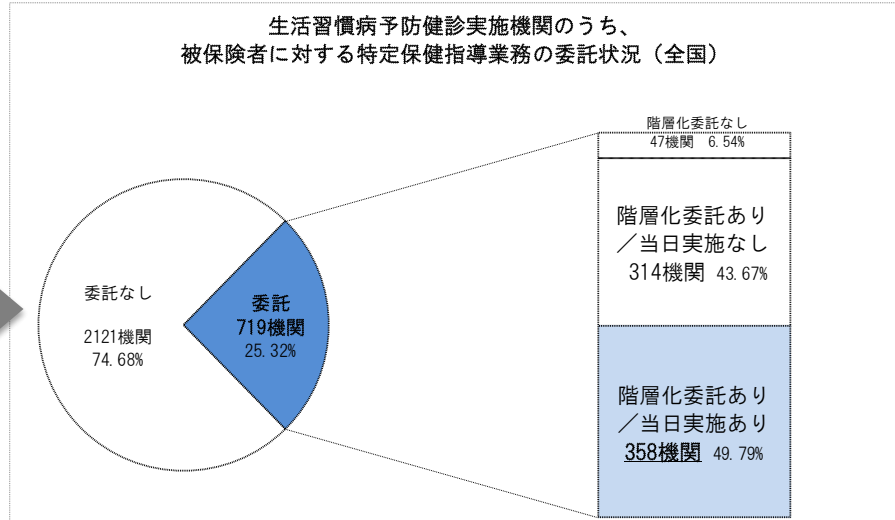 生活習慣病予防健診実施機関のうち、
被保険者に対する特定保健指導業務の委託状況（全国）
階層化委託なし
47機関 6.54%
階層化委託あり
／当日実施なし
314機関 43.67%
委託なし
2121機関
74.68%
委託
719機関
25.32%
階層化委託あり
／当日実施あり
358機関 49.79%